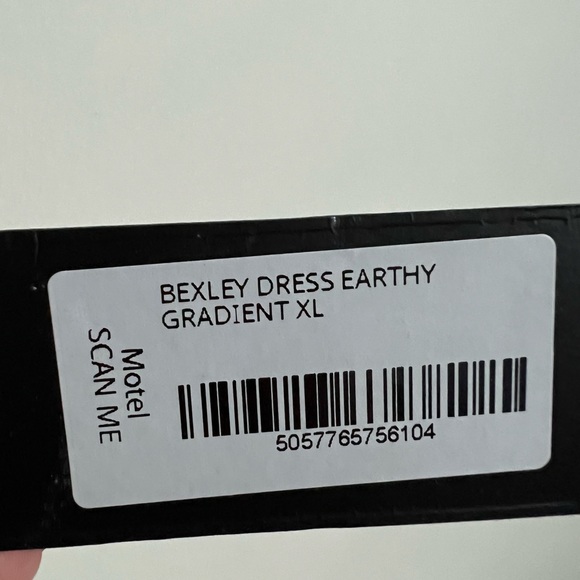 BEXLEY DRESS EARTHY
GRADIENT XL
Motel
SCAN ME
5057765756104